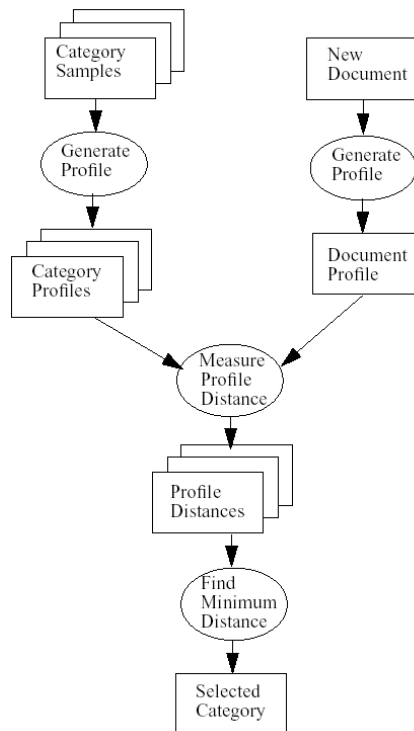 Category
Samples
New
Document
Generate
Profile
Generate
Profile
Category
Profiles
Document
Profile
Measure
Profile
Distance
Profile
Distances
Find
Minimum
Distance
Selected
Category